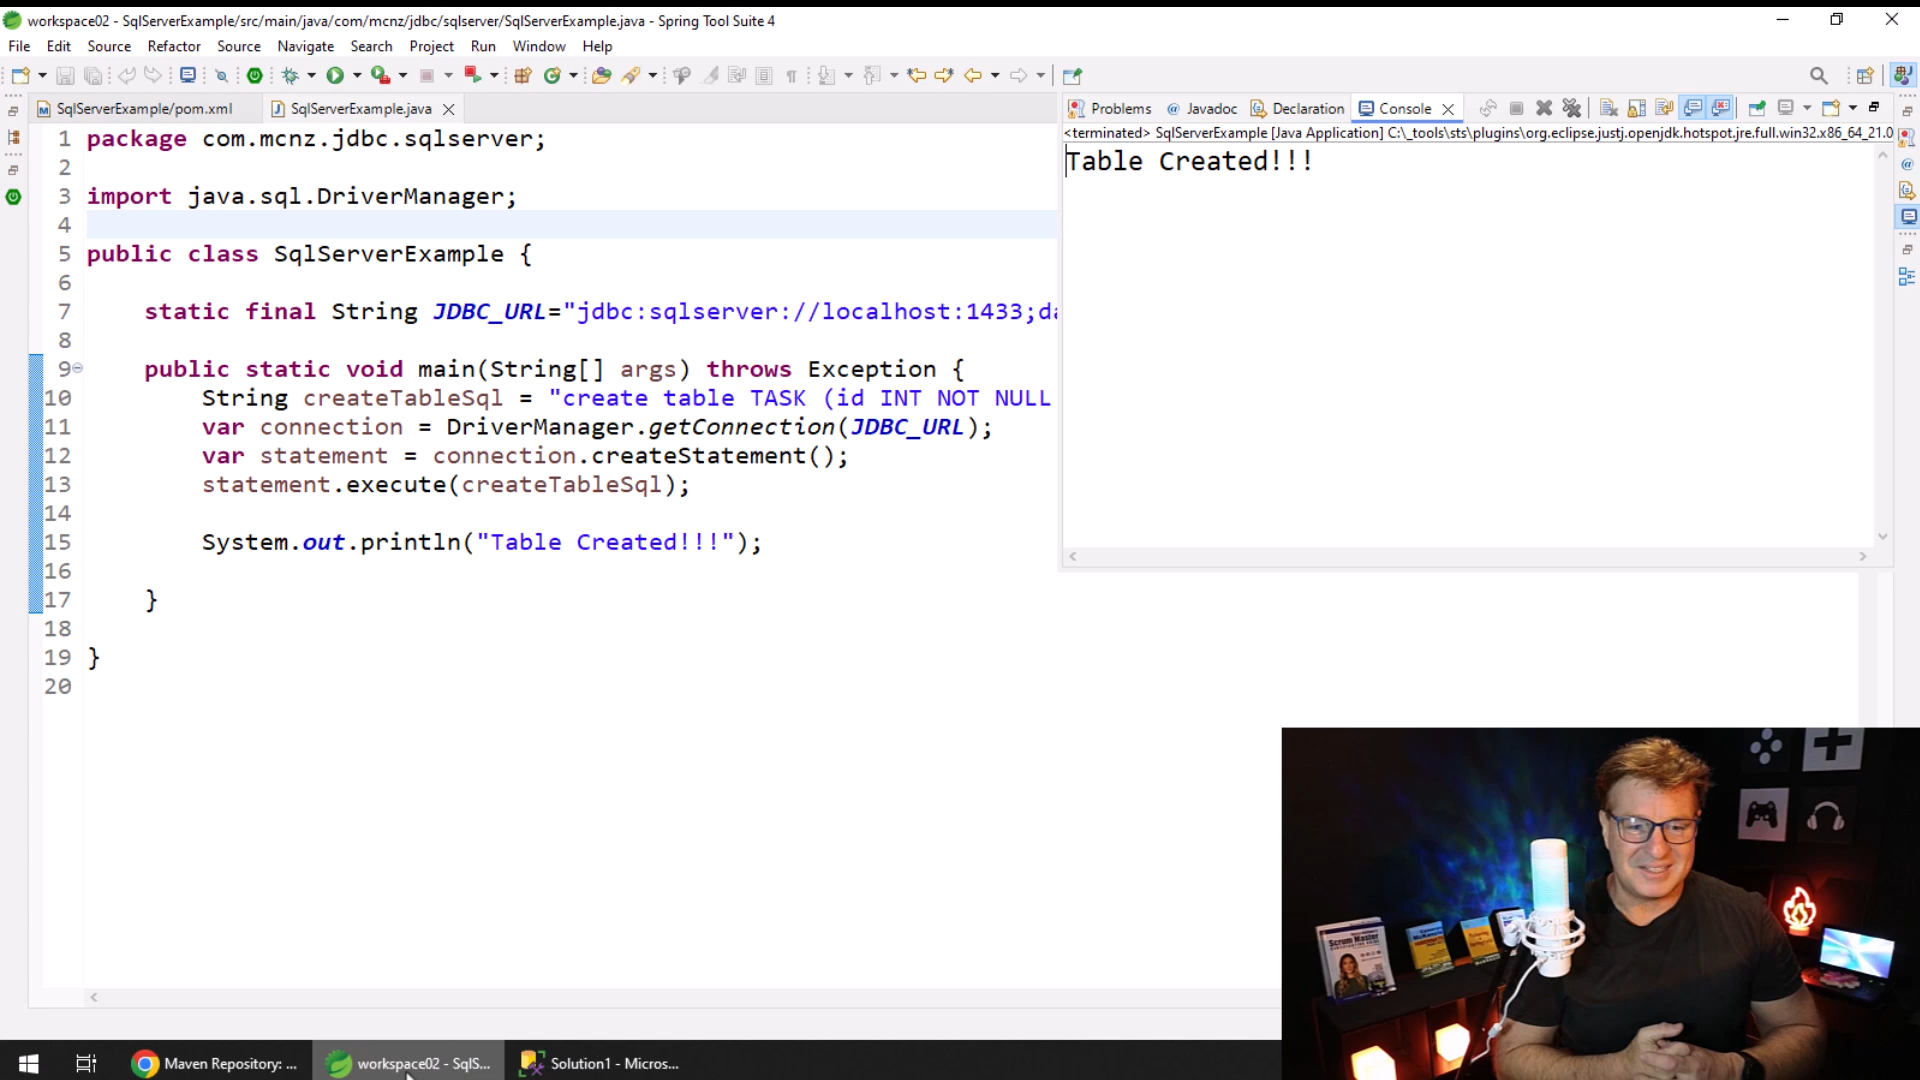 workspace02 - SqlServerExample/src/main/java/com/mcnz/jdbc/sqlserver/SqlServerExample.java - Spring Tool Suite 4
File Edit Source Refactor Source Navigate Search Project Run Window Help
SqlServerExample/pom.xml SqlServerExample.java
Problems Javadoc Declaration Console
<terminated> SqlServerExample [Java Application] C:\_tools\sts\plugins\org.eclipse.justj.openjdk.hotspot.jre.full.win32.x86_64_21.0
Table Created!!!
1 package com.mcnz.jdbc.sqlserver;
2
3 import java.sql.DriverManager;
4
5 public class SqlServerExample {
6
7 static final String JDBC_URL="jdbc:sqlserver://localhost:1433;da
8
9 public static void main(String[] args) throws Exception {
10 String createTableSql = "create table TASK (id INT NOT NULL
11 var connection = DriverManager.getConnection(JDBC_URL);
12 var statement = connection.createStatement();
13 statement.execute(createTableSql);
14
15 System.out.println("Table Created!!!");
16
17 }
18
19 }
20
Scrum Master
Maven Repository: ... workspace02 - SqlS... Solution1 - Micros...